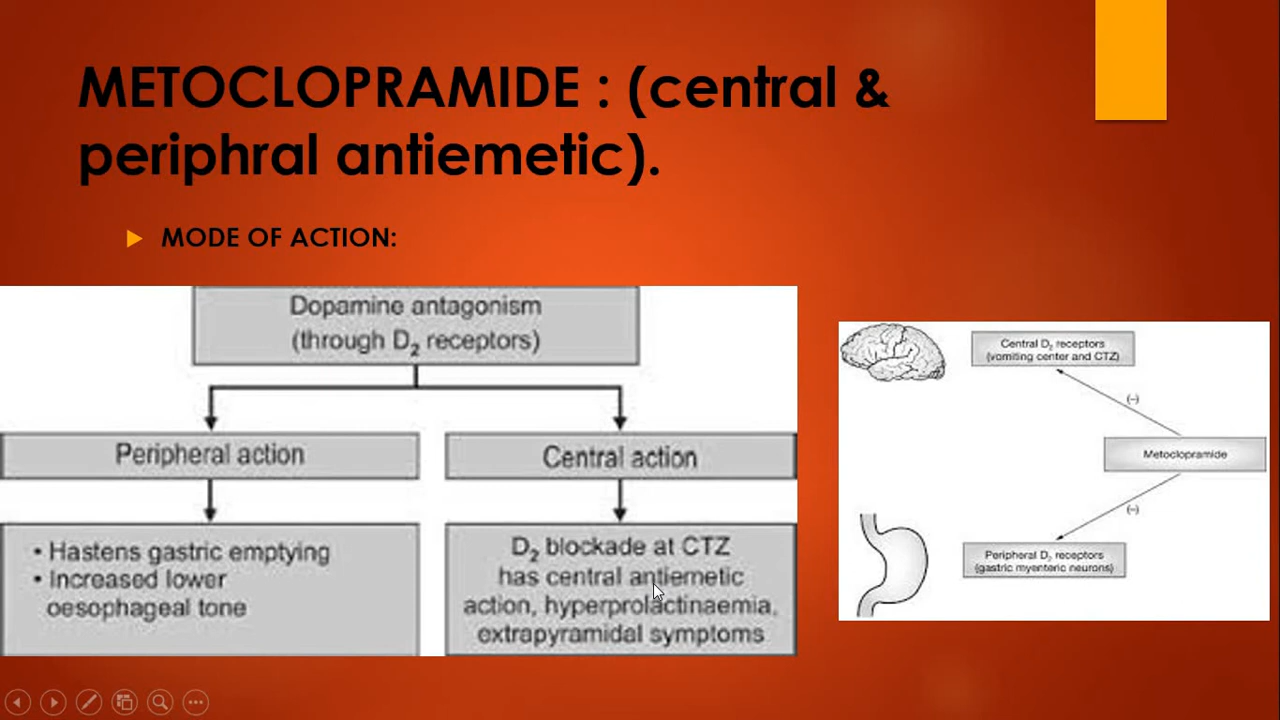 METOCLOPRAMIDE : (central &
periphral antiemetic).
MODE OF ACTION:
Dopamine antagonism
(through D₂ receptors)
Peripheral action
Central action
• Hastens gastric emptying
• Increased lower
oesophageal tone
D₂ blockade at CTZ
has central antiemetic
action, hyperprolactinaemia,
extrapyramidal symptoms
Central D₂ receptors
(vomiting center and CTZ)
(–)
Metoclopramide
(–)
Peripheral D₂ receptors
(gastric myenteric neurons)